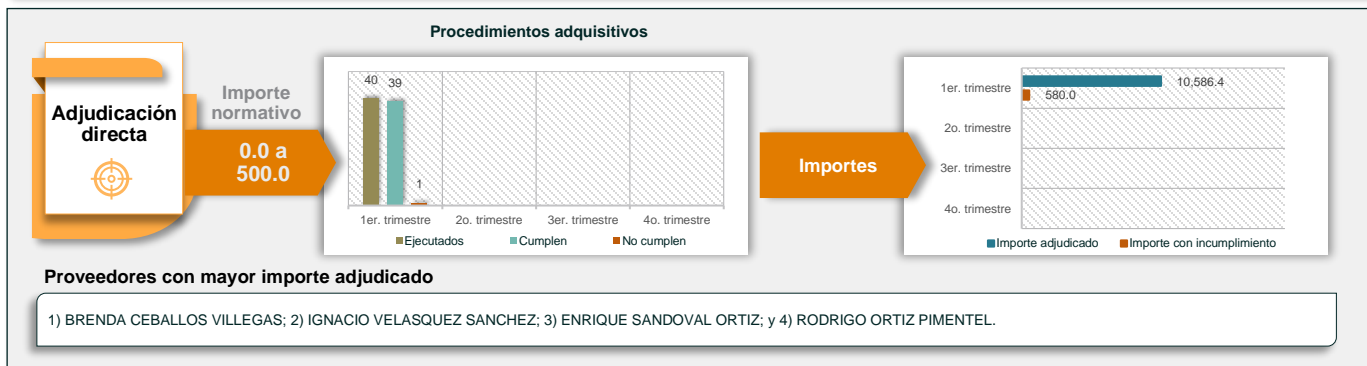 Procedimientos adquisitivos
Adjudicación
directa
Importe
normativo
0.0 a
500.0
40
39
1
1er. trimestre
2o. trimestre
3er. trimestre
4o. trimestre
Ejecutados
Cumplen
No cumplen
Importes
1er. trimestre
10,586.4
580.0
2o. trimestre
3er. trimestre
4o. trimestre
Importe adjudicado
Importe con incumplimiento
Proveedores con mayor importe adjudicado
1) BRENDA CEBALLOS VILLEGAS; 2) IGNACIO VELASQUEZ SANCHEZ; 3) ENRIQUE SANDOVAL ORTIZ; y 4) RODRIGO ORTIZ PIMENTEL.